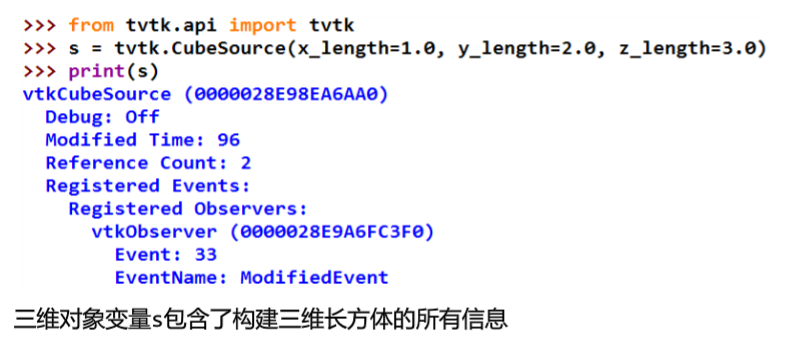 >>> from tvtk.api import tvtk
>>> s = tvtk.CubeSource(x_length=1.0, y_length=2.0, z_length=3.0)
>>> print(s)
vtkCubeSource (0000028E98EA6AA0)
  Debug: Off
  Modified Time: 96
  Reference Count: 2
  Registered Events:
    Registered Observers:
      vtkObserver (0000028E9A6FC3F0)
        Event: 33
        EventName: ModifiedEvent
三维对象变量s包含了构建三维长方体的所有信息